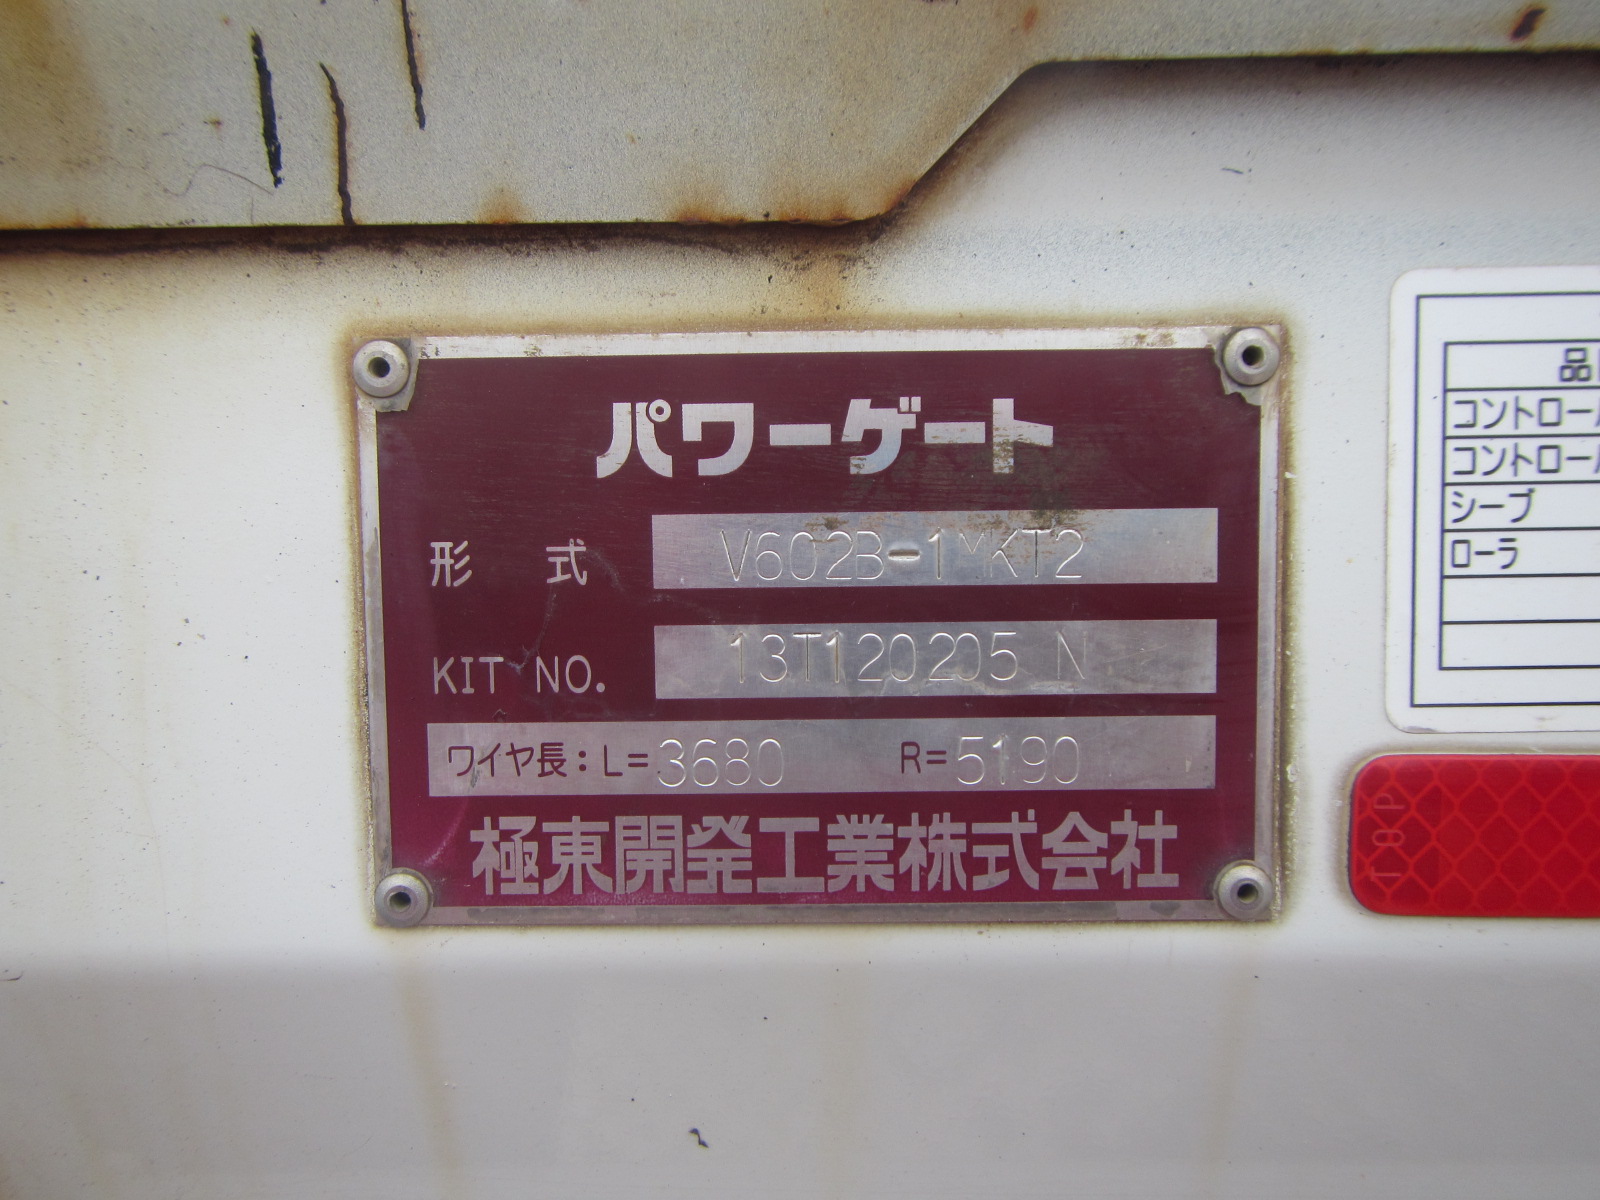 パワーゲート
形 式 V602B-1MKT2
KIT NO. 13T120205 N
ワイヤ長：L=3680 R=5190
極東開発工業株式会社
品
コントロー
コントロー
シーブ
ローラ
TOP